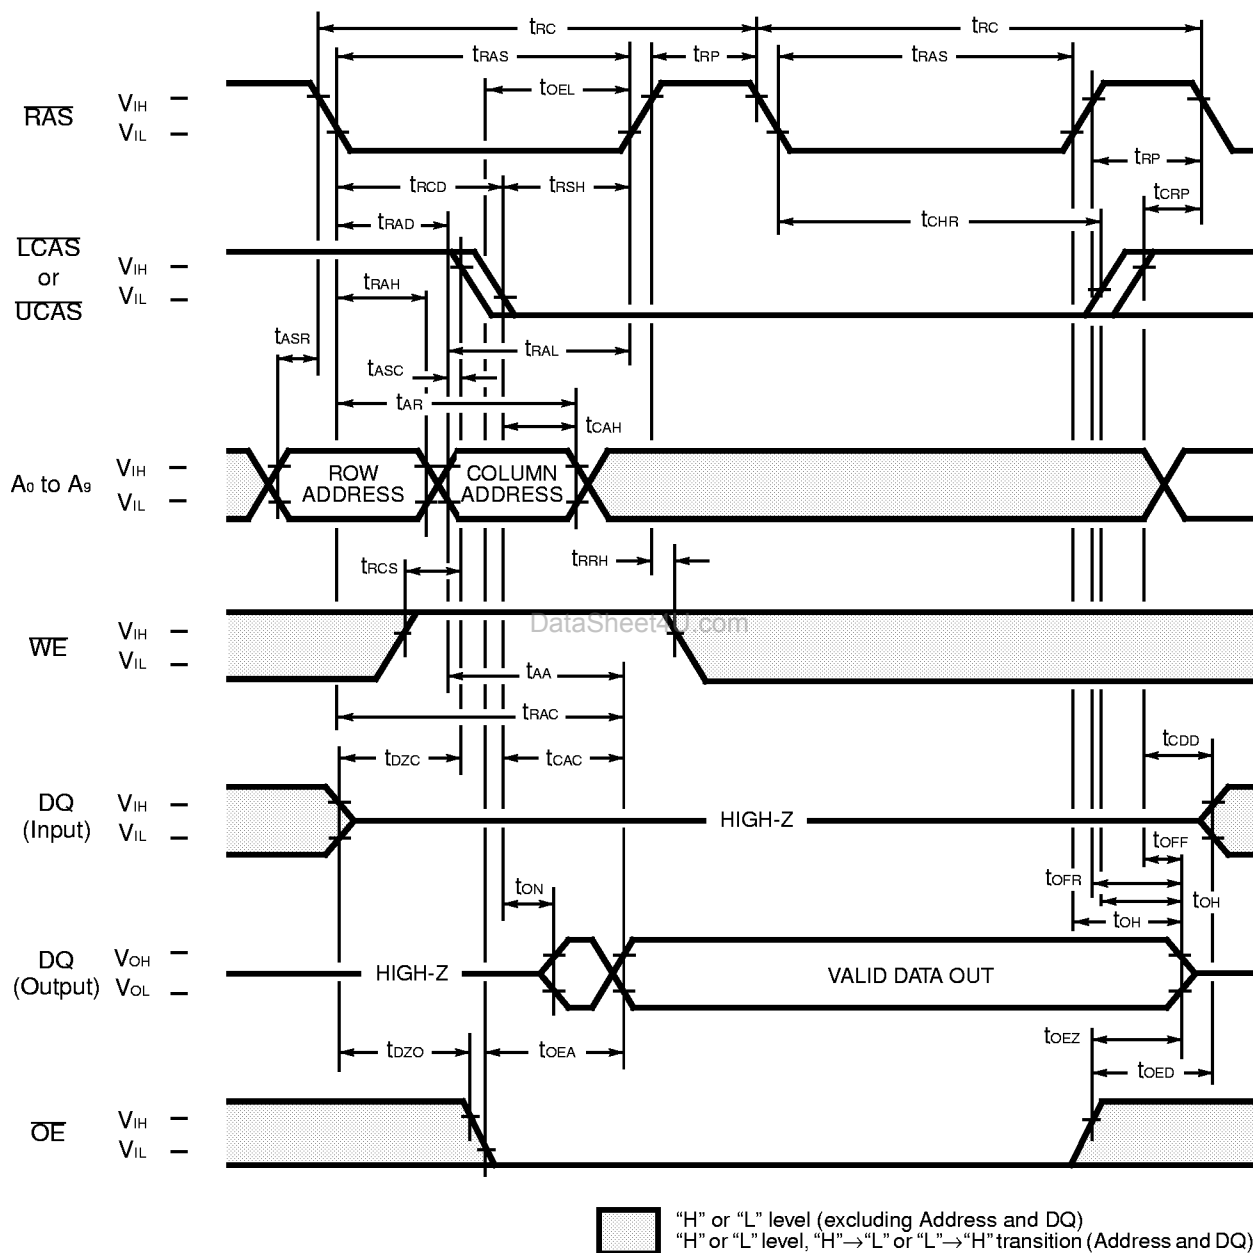 tRC tRC
tRAS tRP tRAS
tOEL
RAS VIH
VIL
tRP
tRCD tRSH
tCRP
tRAD tCHR
LCAS
or
UCAS
VIH
VIL
tRAH
tASR
tRAL
tASC
tAR
tCAH
A0 to A9 VIH
VIL
ROW
ADDRESS
COLUMN
ADDRESS
tRRH
tRCS
DataSheet4U.com
WE VIH
VIL
tAA
tRAC
tCDD
tDZC tCAC
DQ
(Input)
VIH
VIL
HIGH-Z
tOFF
tOFR
tON
tOH
tOH
DQ
(Output)
VOH
VOL
HIGH-Z
VALID DATA OUT
tOEZ
tDZO tOEA
tOED
OE VIH
VIL
“H” or “L” level (excluding Address and DQ)
“H” or “L” level, “H”→“L” or “L”→“H” transition (Address and DQ)